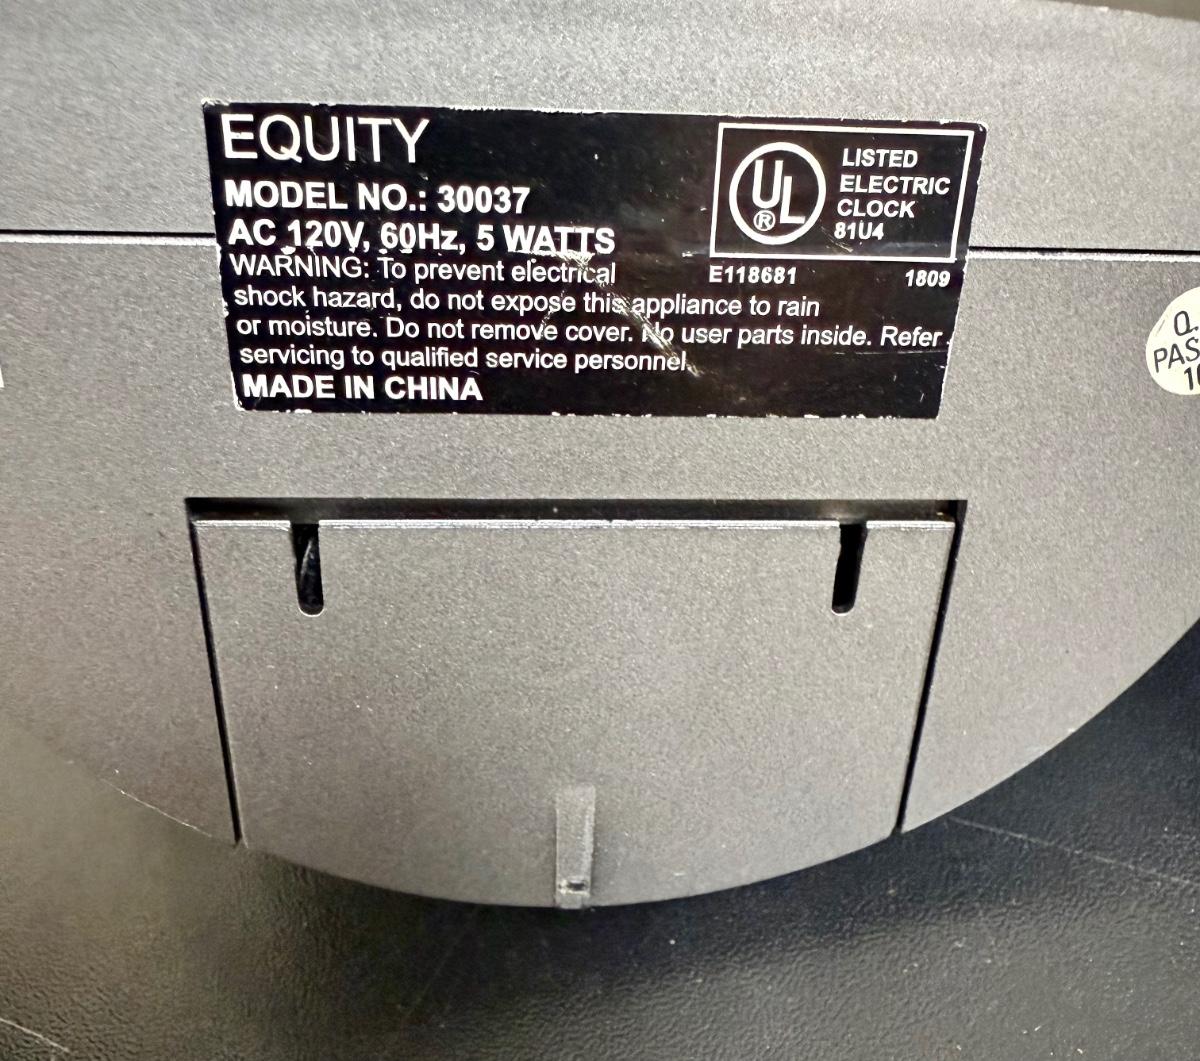 EQUITY
MODEL NO.: 30037
AC 120V, 60Hz, 5 WATTS
WARNING: To prevent electrical
shock hazard, do not expose this appliance to rain
or moisture. Do not remove cover. No user parts inside. Refer
servicing to qualified service personnel.
MADE IN CHINA
UL
®
LISTED
ELECTRIC
CLOCK
81U4
E118681 1809
Q.
PAS